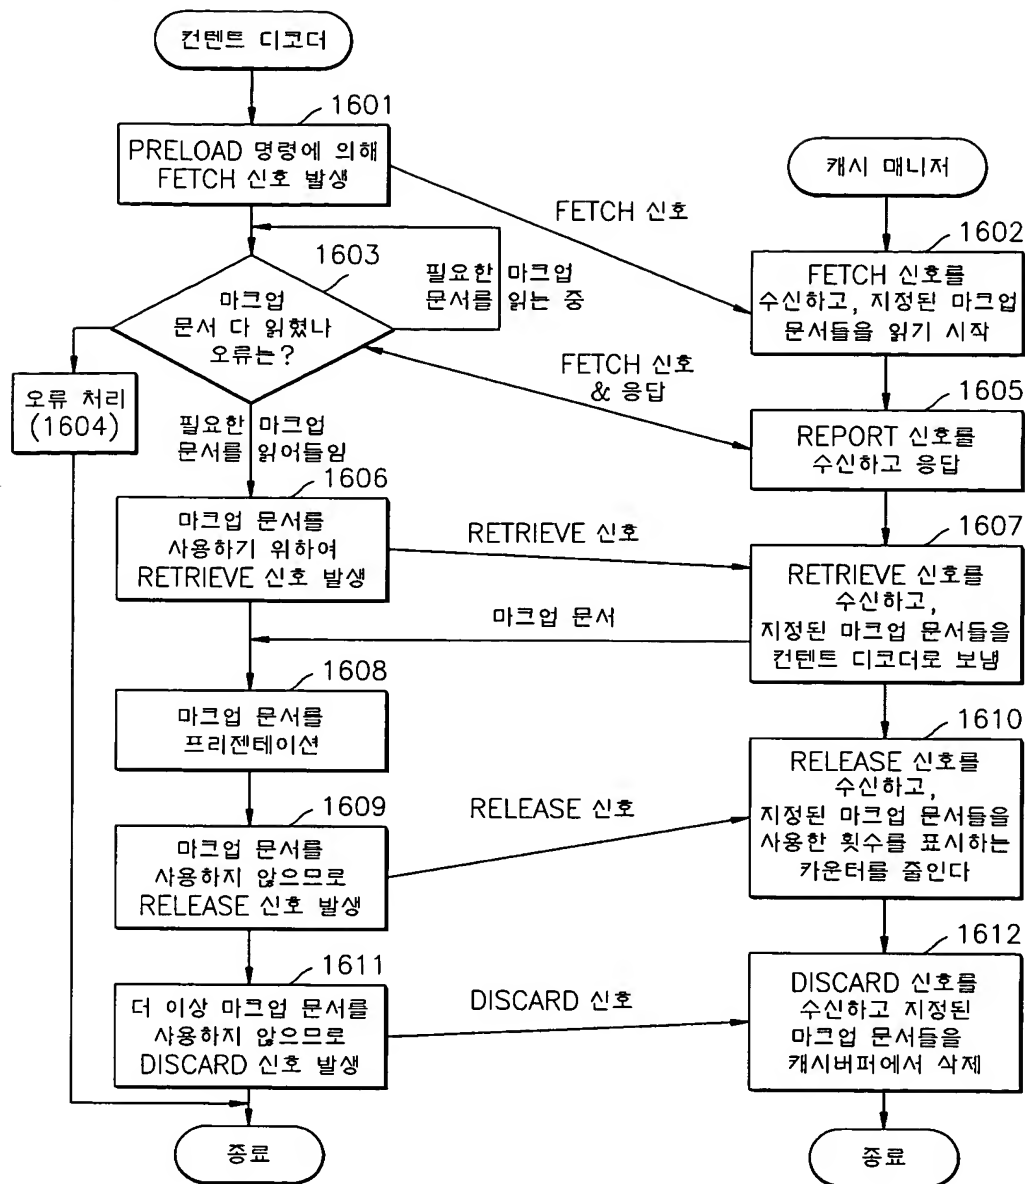 컨텐트 디코더
1601
PRELOAD 명령에 의해
FETCH 신호 발생
캐시 매니저
FETCH 신호
1602
FETCH 신호를
수신하고, 지정된 마크업
문서들을 읽기 시작
1603
필요한 마크업
문서를 읽는 중
마크업
문서 다 읽혔나
오류는?
FETCH 신호
& 응답
오류 처리
(1604)
1605
REPORT 신호를
수신하고 응답
필요한 마크업
문서를 읽어들임
1606
마크업 문서를
사용하기 위하여
RETRIEVE 신호 발생
RETRIEVE 신호
1607
RETRIEVE 신호를
수신하고,
지정된 마크업 문서들을
컨텐트 디코더로 보냄
마크업 문서
1608
마크업 문서를
프리젠테이션
1610
RELEASE 신호를
수신하고,
지정된 마크업 문서들을
사용한 횟수를 표시하는
카운터를 줄인다
1609
마크업 문서를
사용하지 않으므로
RELEASE 신호 발생
RELEASE 신호
1611
더 이상 마크업 문서를
사용하지 않으므로
DISCARD 신호 발생
DISCARD 신호
1612
DISCARD 신호를
수신하고 지정된
마크업 문서들을
캐시버퍼에서 삭제
종료
종료